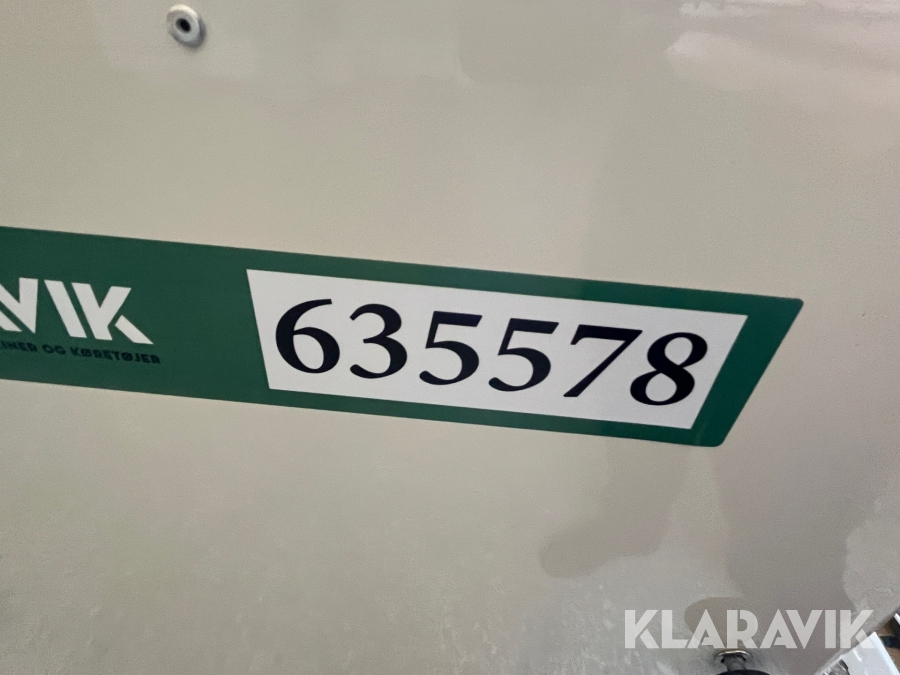 VIK
INER OG KØRETØJER
635578
KLARAVIK